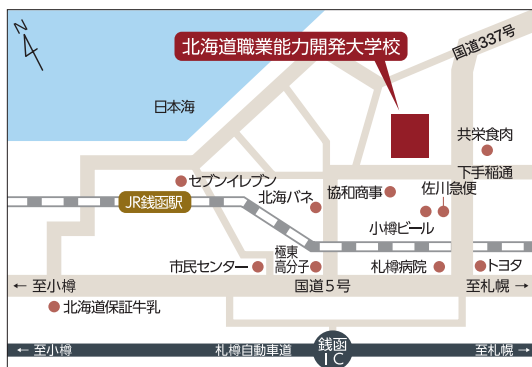 N
北海道職業能力開発大学校
国道337号
日本海
共栄食肉
下手稲通
セブンイレブン
JR銭函駅
北海バネ
協和商事
佐川急便
小樽ビール
市民センター
極東
高分子
札樽病院
トヨタ
← 至小樽
国道5号
至札幌 →
北海道保証牛乳
← 至小樽
札樽自動車道
銭函
IC
至札幌 →